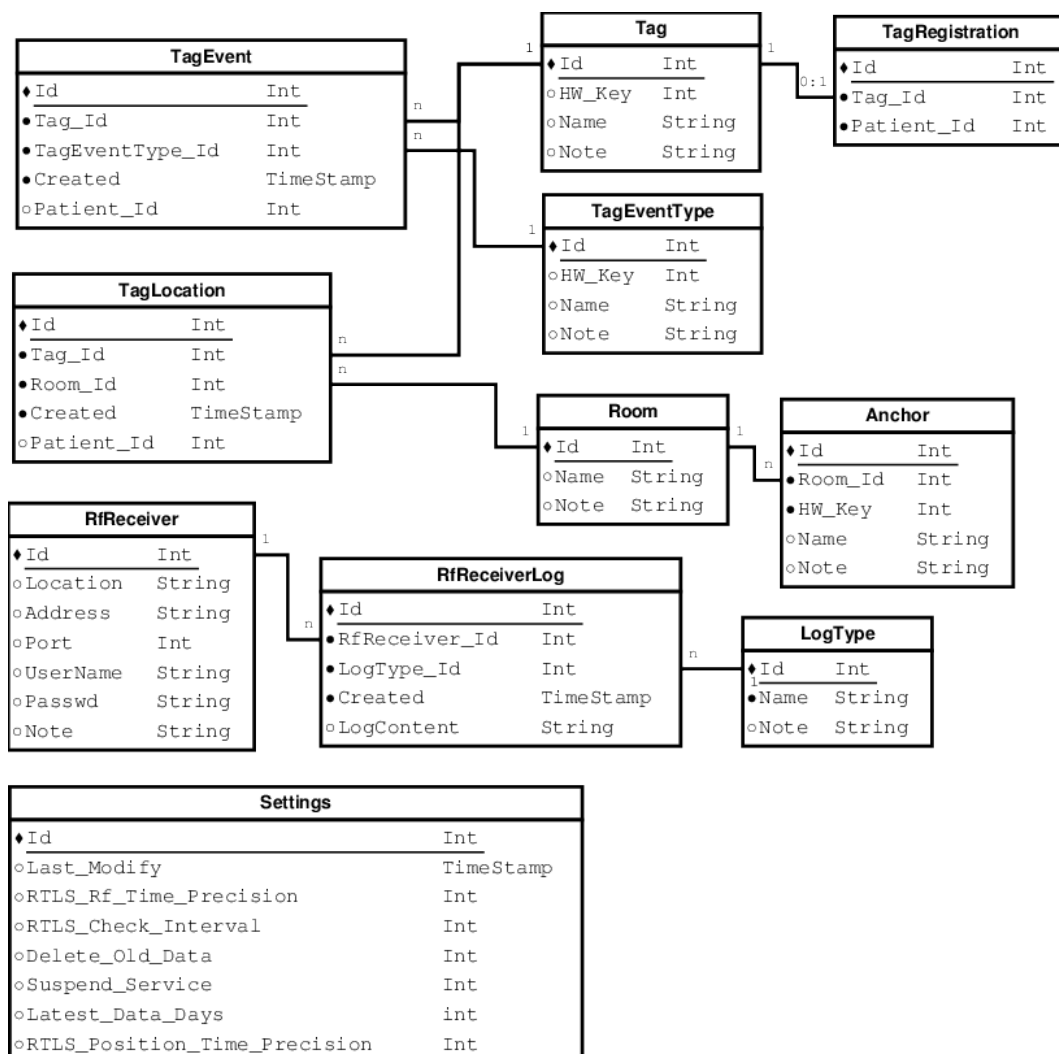 TagEvent
Id Int
Tag_Id Int
TagEventType_Id Int
Created TimeStamp
Patient_Id Int
n
n
1
Tag
Id Int
HW_Key Int
Name String
Note String
1
0:1
TagRegistration
Id Int
Tag_Id Int
Patient_Id Int
1
TagEventType
Id Int
HW_Key Int
Name String
Note String
TagLocation
Id Int
Tag_Id Int
Room_Id Int
Created TimeStamp
Patient_Id Int
n
n
1
Room
Id Int
Name String
Note String
1
n
Anchor
Id Int
Room_Id Int
HW_Key Int
Name String
Note String
RfReceiver
Id Int
Location String
Address String
Port Int
UserName String
Passwd String
Note String
1
n
RfReceiverLog
Id Int
RfReceiver_Id Int
LogType_Id Int
Created TimeStamp
LogContent String
n
1
LogType
Id Int
Name String
Note String
Settings
Id Int
Last_Modify TimeStamp
RTLS_Rf_Time_Precision Int
RTLS_Check_Interval Int
Delete_Old_Data Int
Suspend_Service Int
Latest_Data_Days int
RTLS_Position_Time_Precision Int